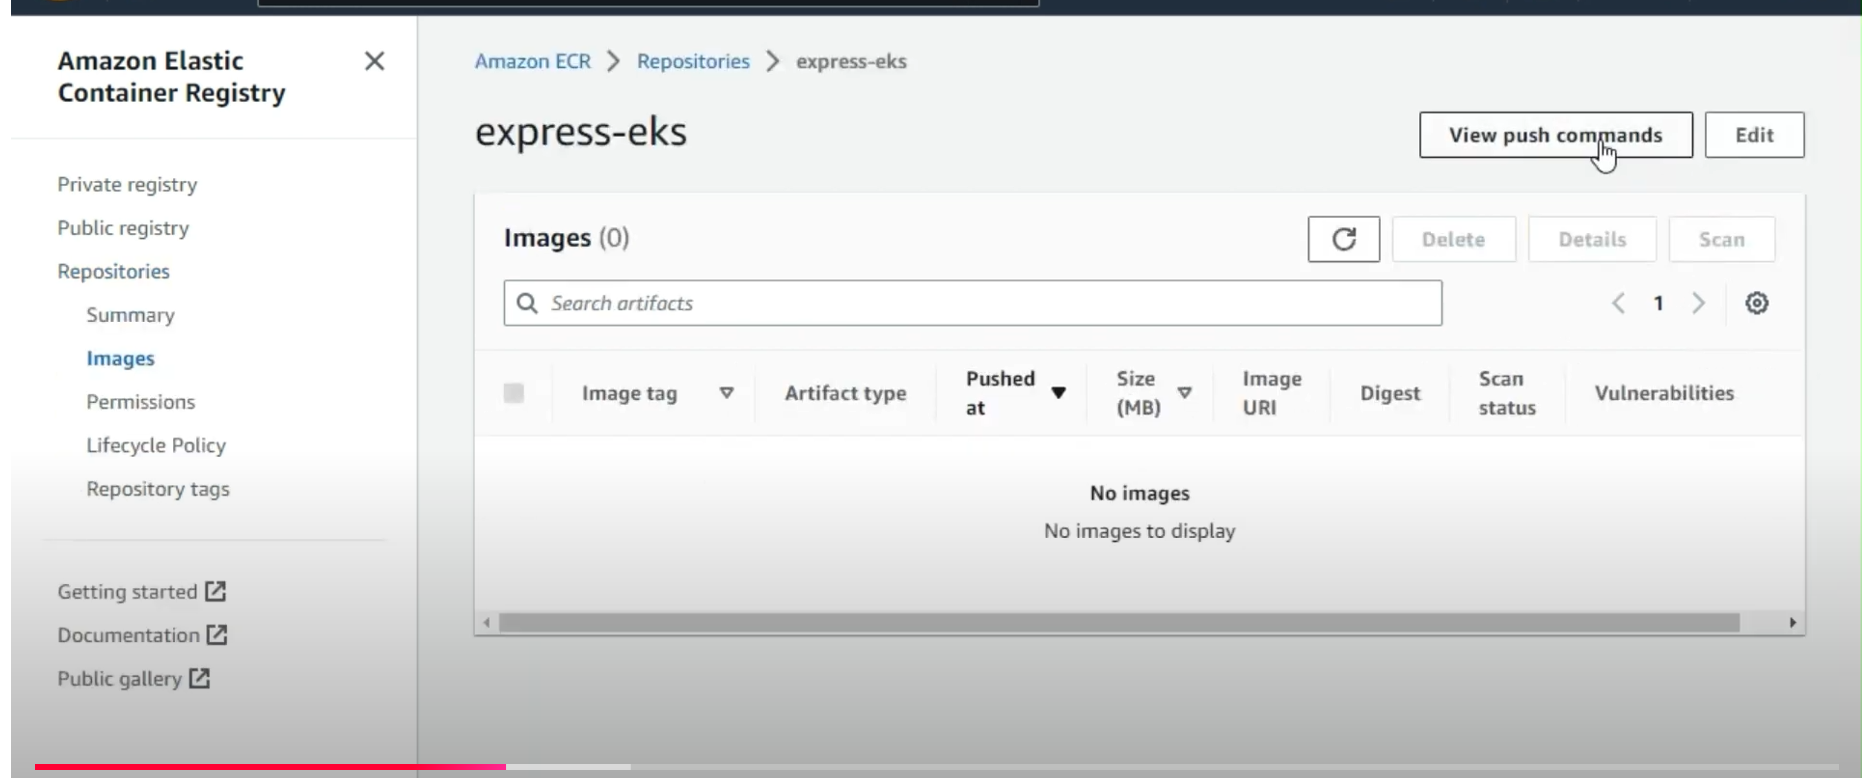 Amazon Elastic
Container Registry
Private registry
Public registry
Repositories
Summary
Images
Permissions
Lifecycle Policy
Repository tags
Getting started
Documentation
Public gallery
Amazon ECR > Repositories > express-eks
express-eks
View push commands
Edit
Images (0)
Delete
Details
Scan
Search artifacts
1
Image tag
Artifact type
Pushed
at
Size
(MB)
Image
URI
Digest
Scan
status
Vulnerabilities
No images
No images to display